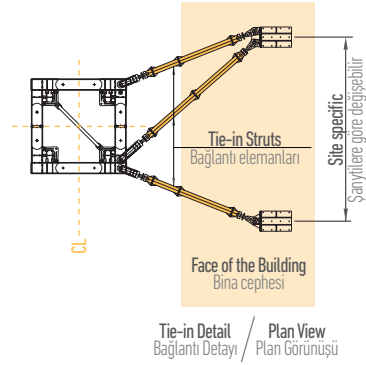 Tie-in Struts
Bağlantı elemanları
Site specific
Şanytilere göre değişebilir
CL
Face of the Building
Bina cephesi
Tie-in Detail / Plan View
Bağlantı Detayı / Plan Görünüşü